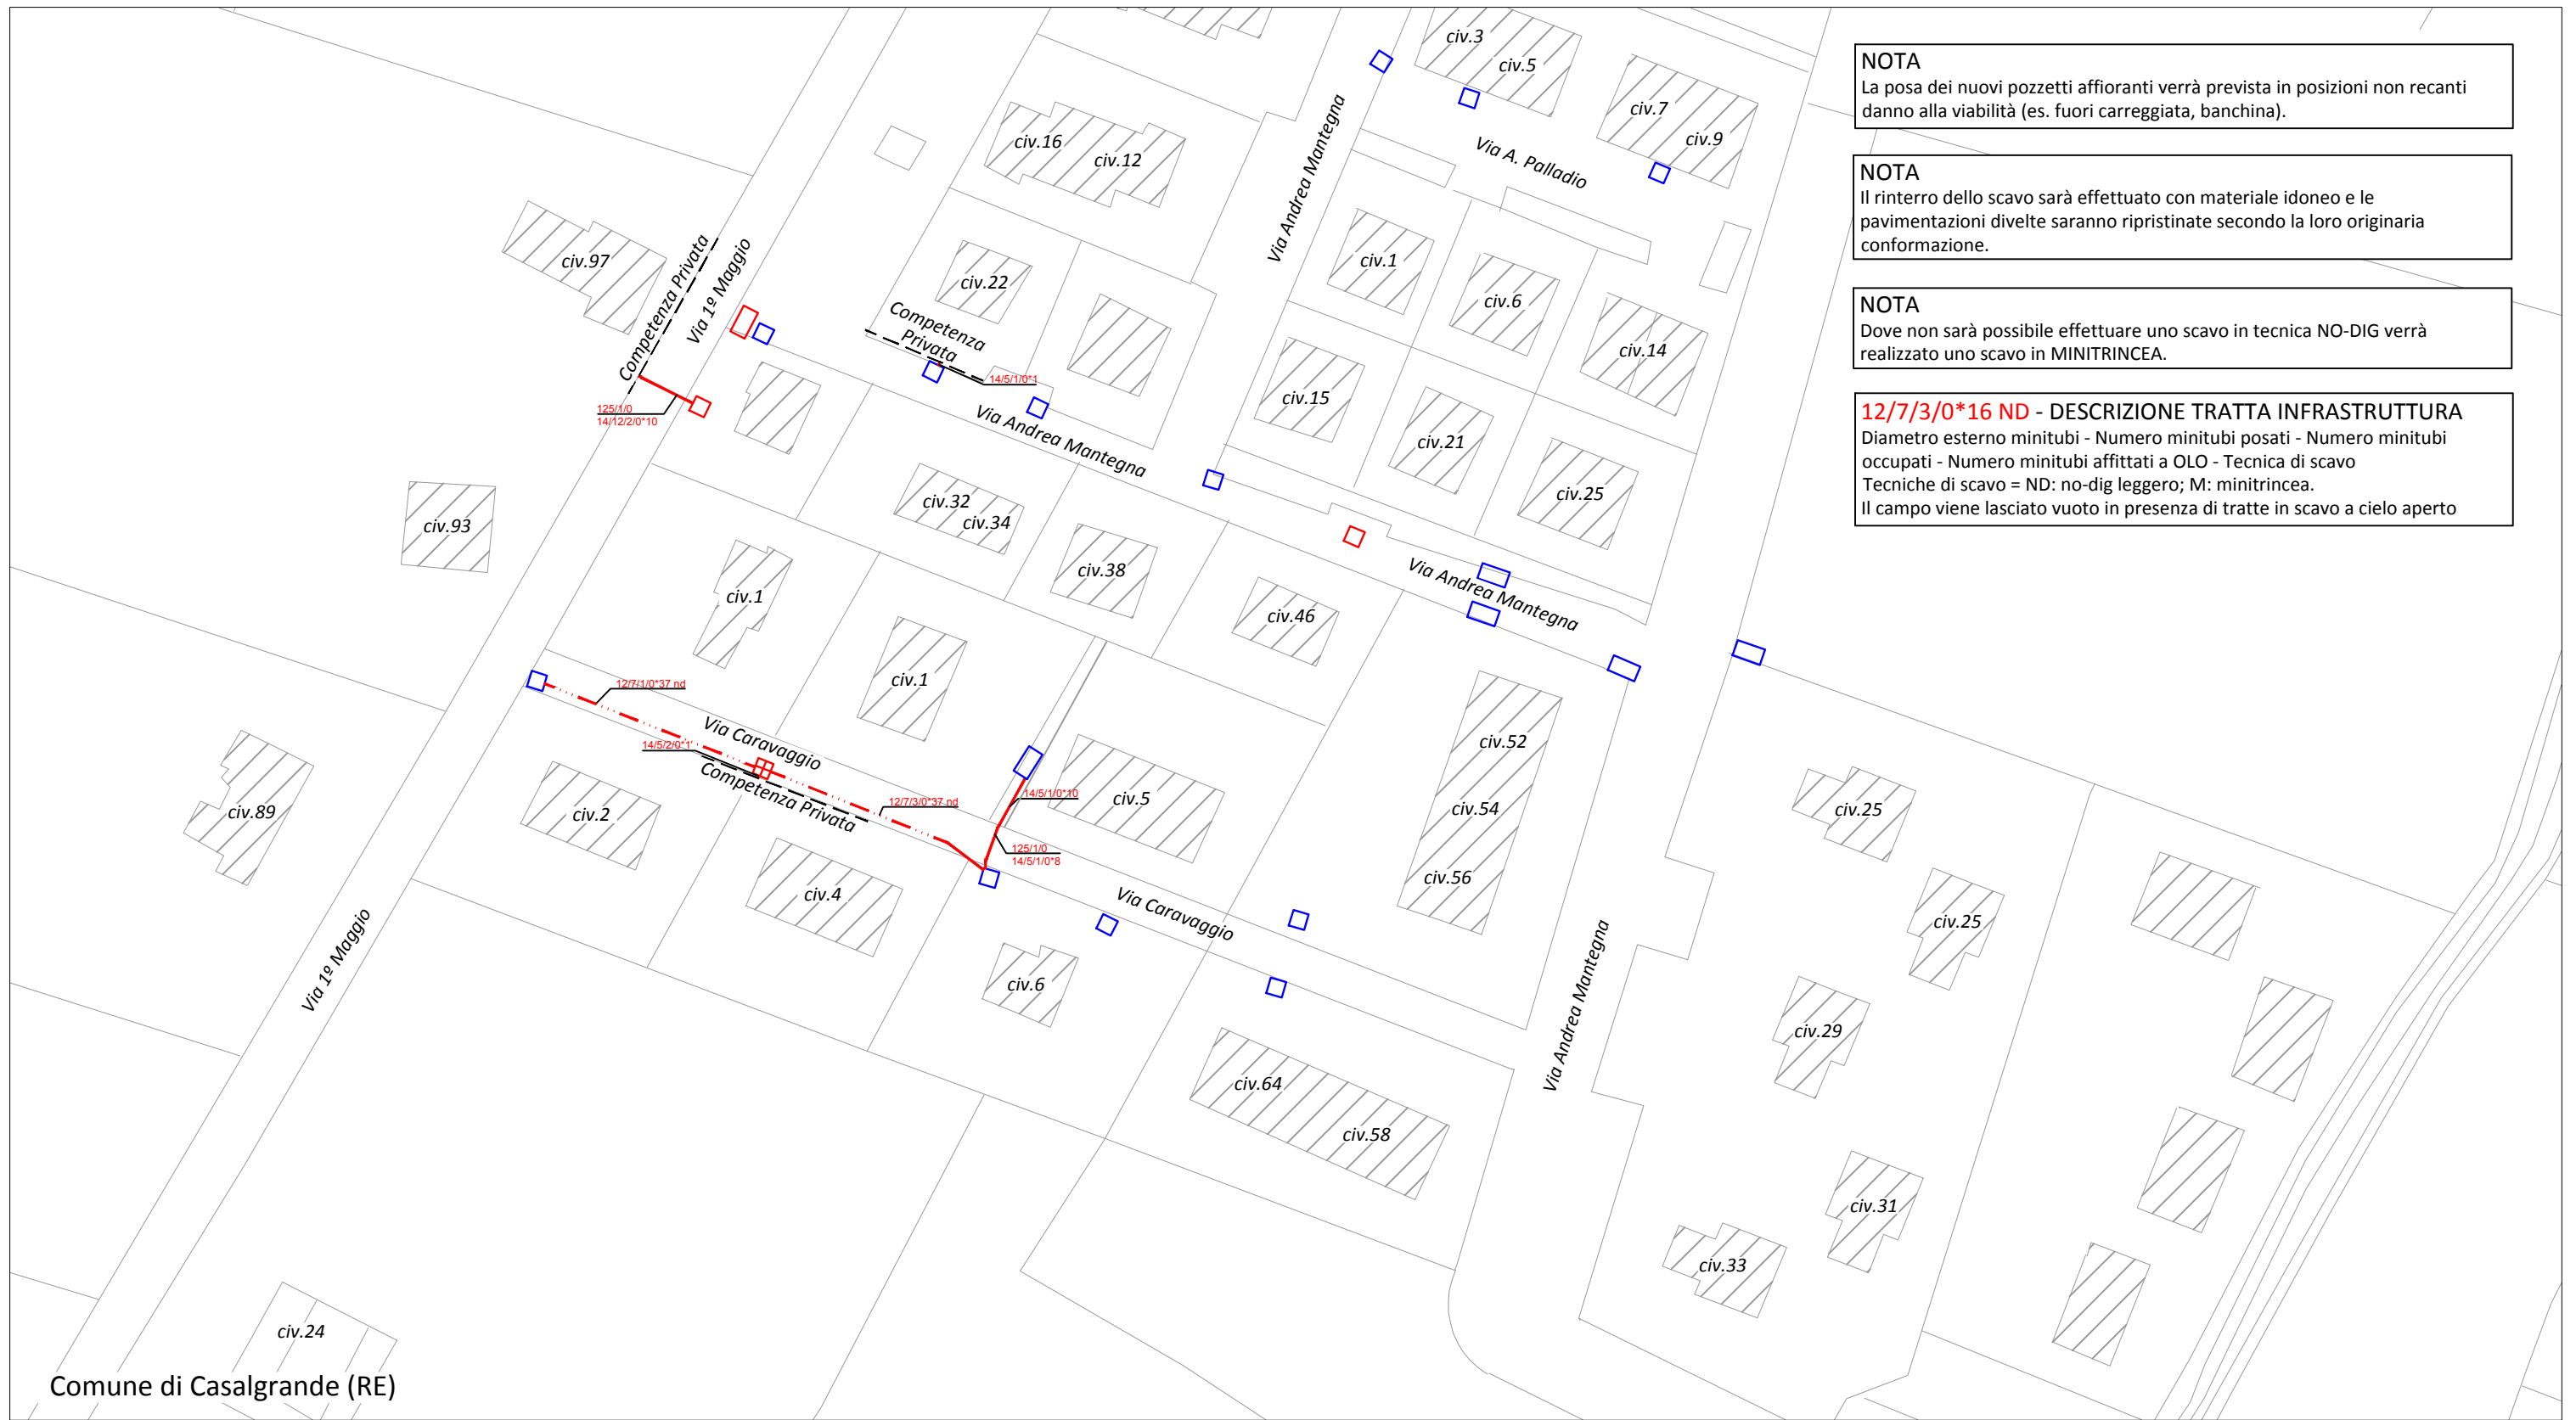 NOTA
La posa dei nuovi pozzetti affioranti verrà prevista in posizioni non recanti
danno alla viabilità (es. fuori carreggiata, banchina).
NOTA
Il rinterro dello scavo sarà effettuato con materiale idoneo e le
pavimentazioni divelte saranno ripristinate secondo la loro originaria
conformazione.
NOTA
Dove non sarà possibile effettuare uno scavo in tecnica NO-DIG verrà
realizzato uno scavo in MINITRINCEA.
12/7/3/0*16 ND - DESCRIZIONE TRATTA INFRASTRUTTURA
Diametro esterno minitubi - Numero minitubi posati - Numero minitubi
occupati - Numero minitubi affittati a OLO - Tecnica di scavo
Tecniche di scavo = ND: no-dig leggero; M: minitrincea.
Il campo viene lasciato vuoto in presenza di tratte in scavo a cielo aperto
civ.3
civ.5
civ.7
civ.9
Via A. Palladio
Via Andrea Mantegna
civ.16
civ.12
civ.97
Competenza Privata
Via 1º Maggio
civ.22
Competenza
Privata
14/5/1/0*1
civ.1
civ.6
civ.14
civ.15
civ.21
civ.25
125/1/0
14/12/2/0*10
Via Andrea Mantegna
civ.32
civ.34
civ.38
civ.93
civ.1
civ.46
Via Andrea Mantegna
civ.1
12/7/1/0*37 nd
Via Caravaggio
14/5/2/0*1
Competenza Privata
12/7/3/0*37 nd
14/5/1/0*10
125/1/0
14/5/1/0*8
civ.5
civ.52
civ.54
civ.56
civ.89
civ.2
civ.4
civ.6
Via Caravaggio
civ.25
civ.25
civ.29
civ.31
civ.33
Via Andrea Mantegna
civ.64
civ.58
Via 1º Maggio
civ.24
Comune di Casalgrande (RE)